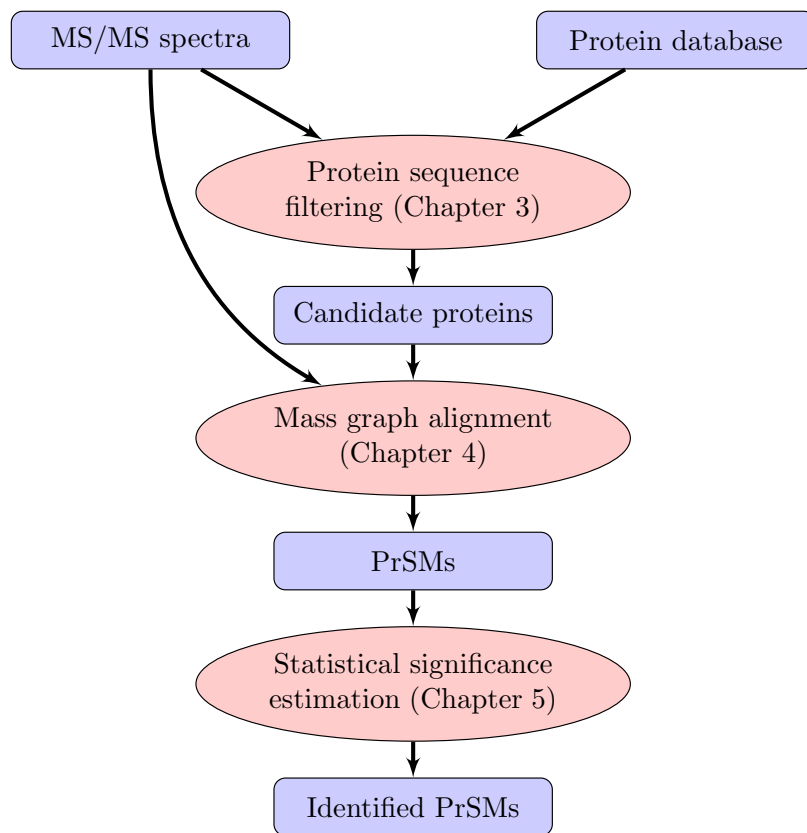 MS/MS spectra
Protein database
Protein sequence
filtering (Chapter 3)
Candidate proteins
Mass graph alignment
(Chapter 4)
PrSMs
Statistical significance
estimation (Chapter 5)
Identified PrSMs